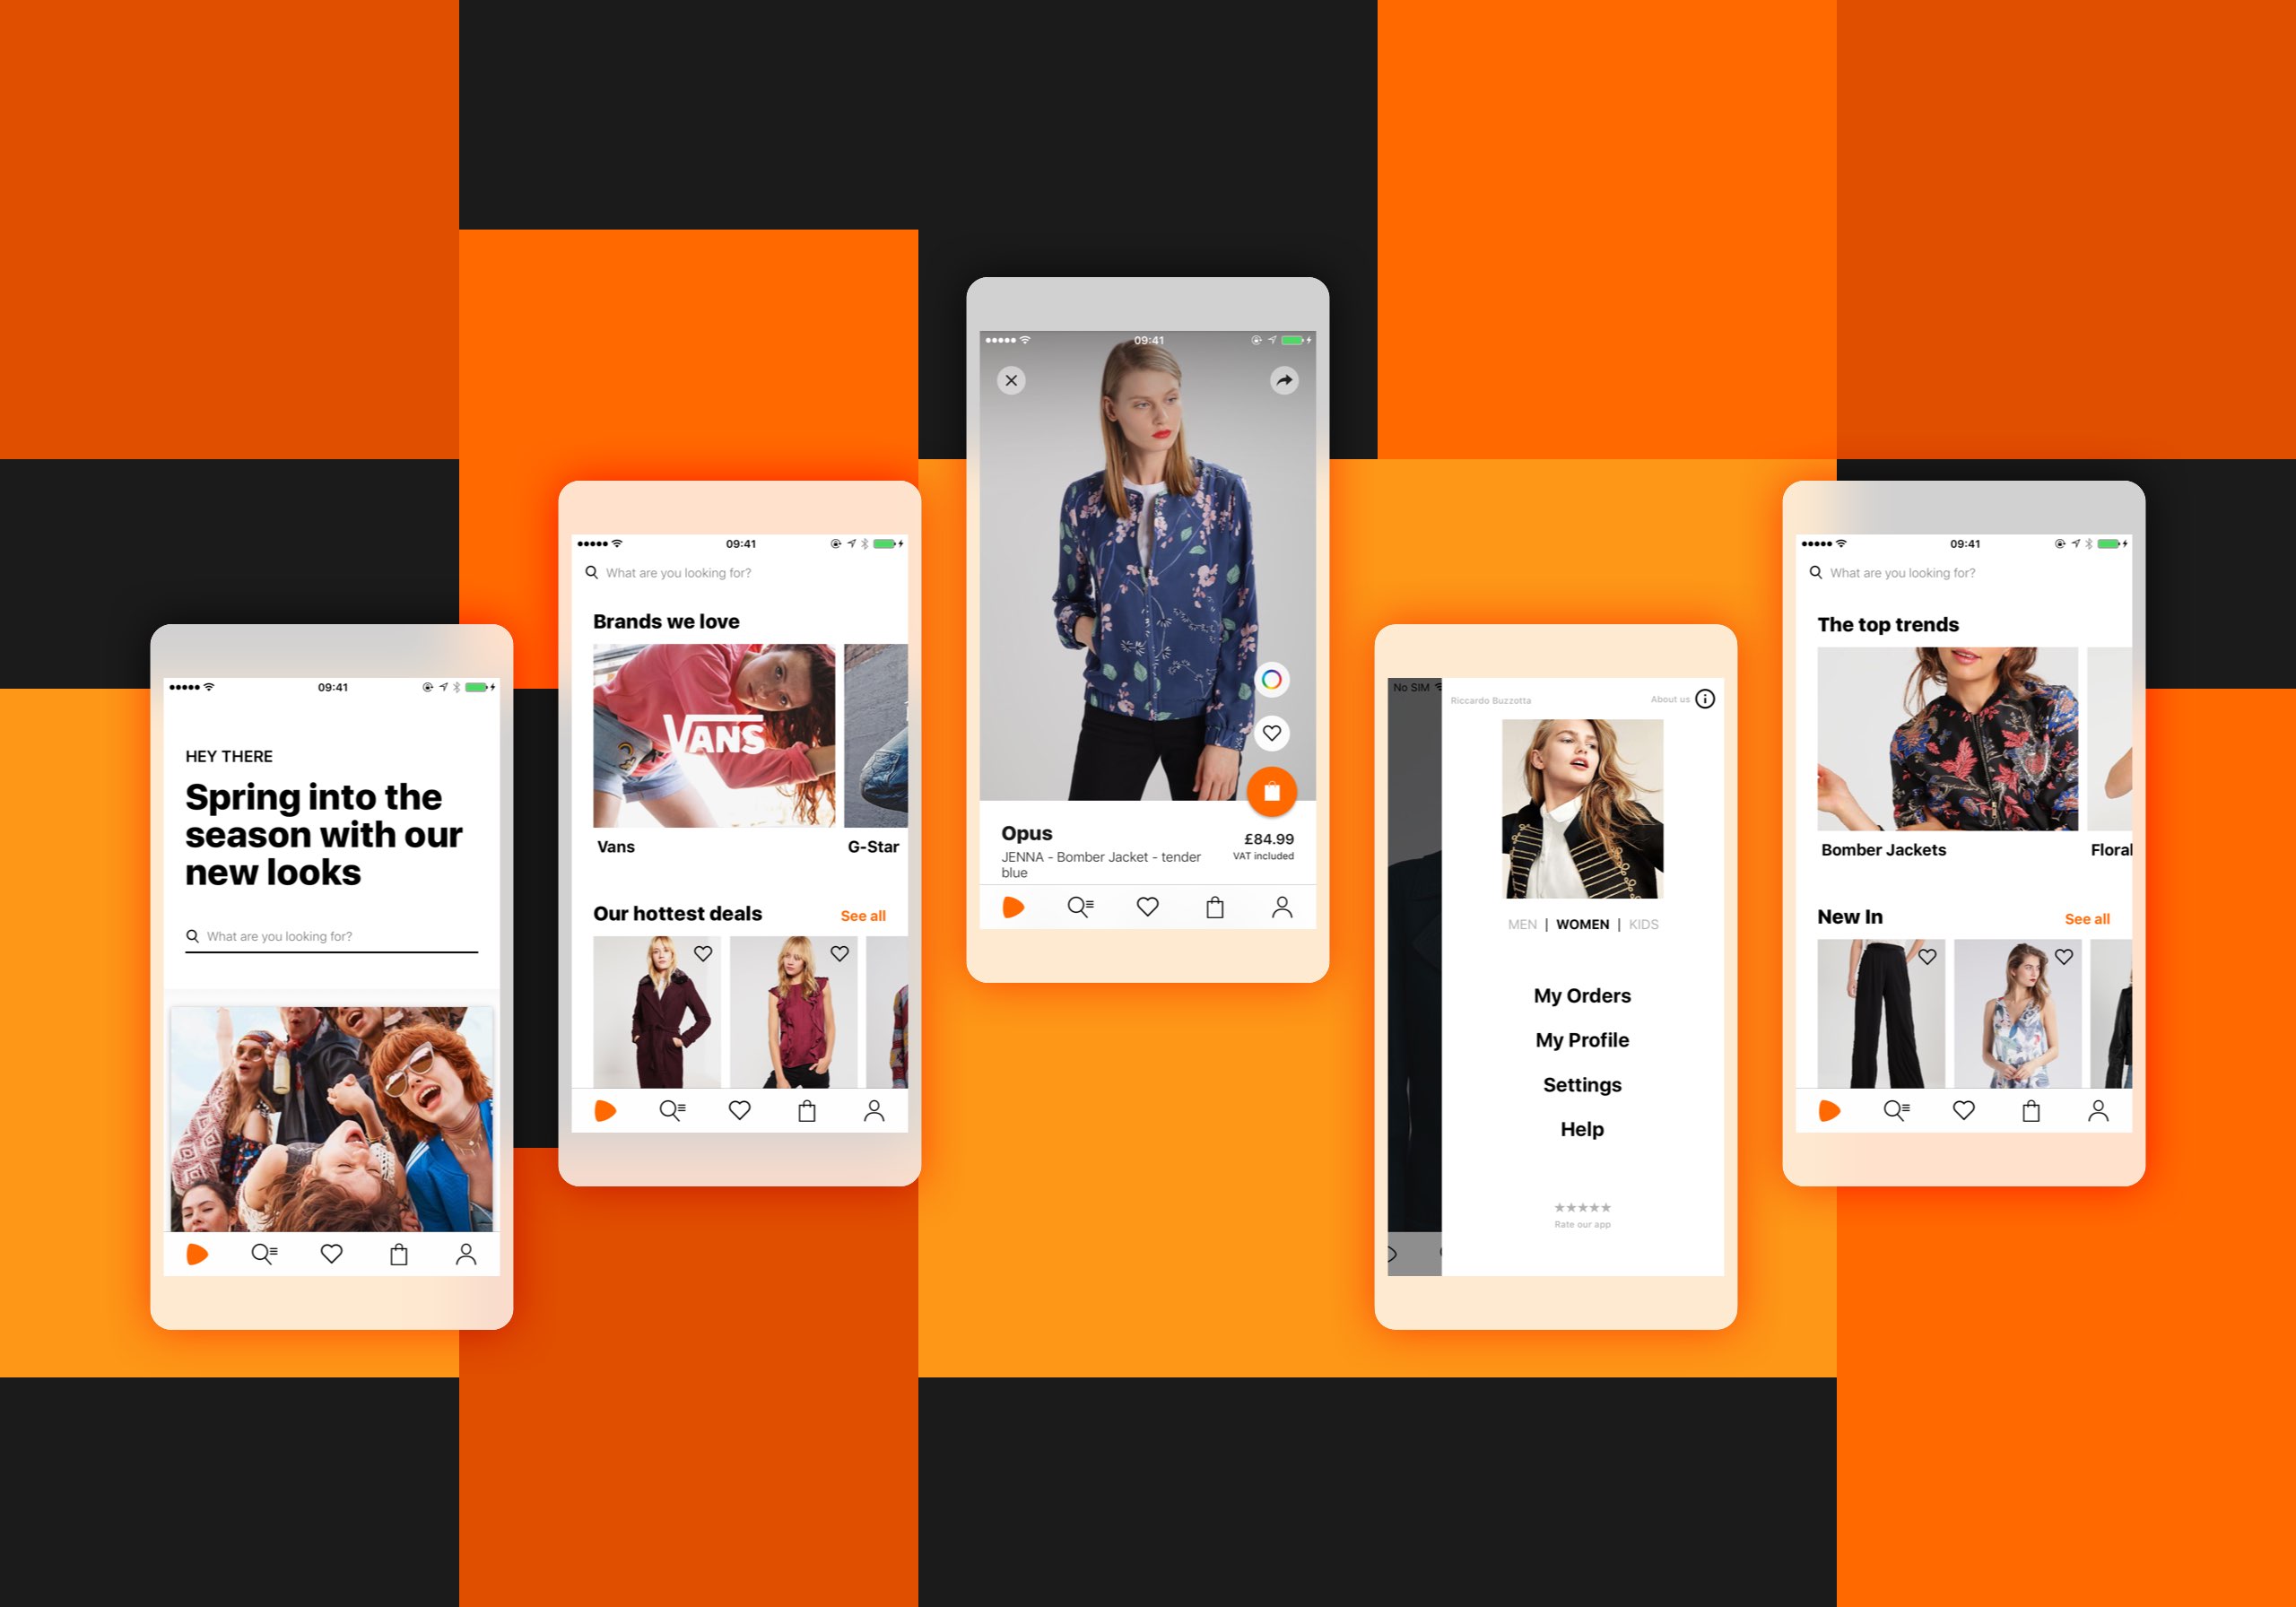 09:41
HEY THERE
Spring into the
season with our
new looks
What are you looking for?
09:41
What are you looking for?
Brands we love
VANS
Vans
G-Star
Our hottest deals
See all
09:41
Opus
JENNA - Bomber Jacket - tender
blue
£84.99
VAT included
No SIM
Riccardo Buzzotta
About us
MEN | WOMEN | KIDS
My Orders
My Profile
Settings
Help
Rate our app
09:41
What are you looking for?
The top trends
Bomber Jackets
Floral
New In
See all